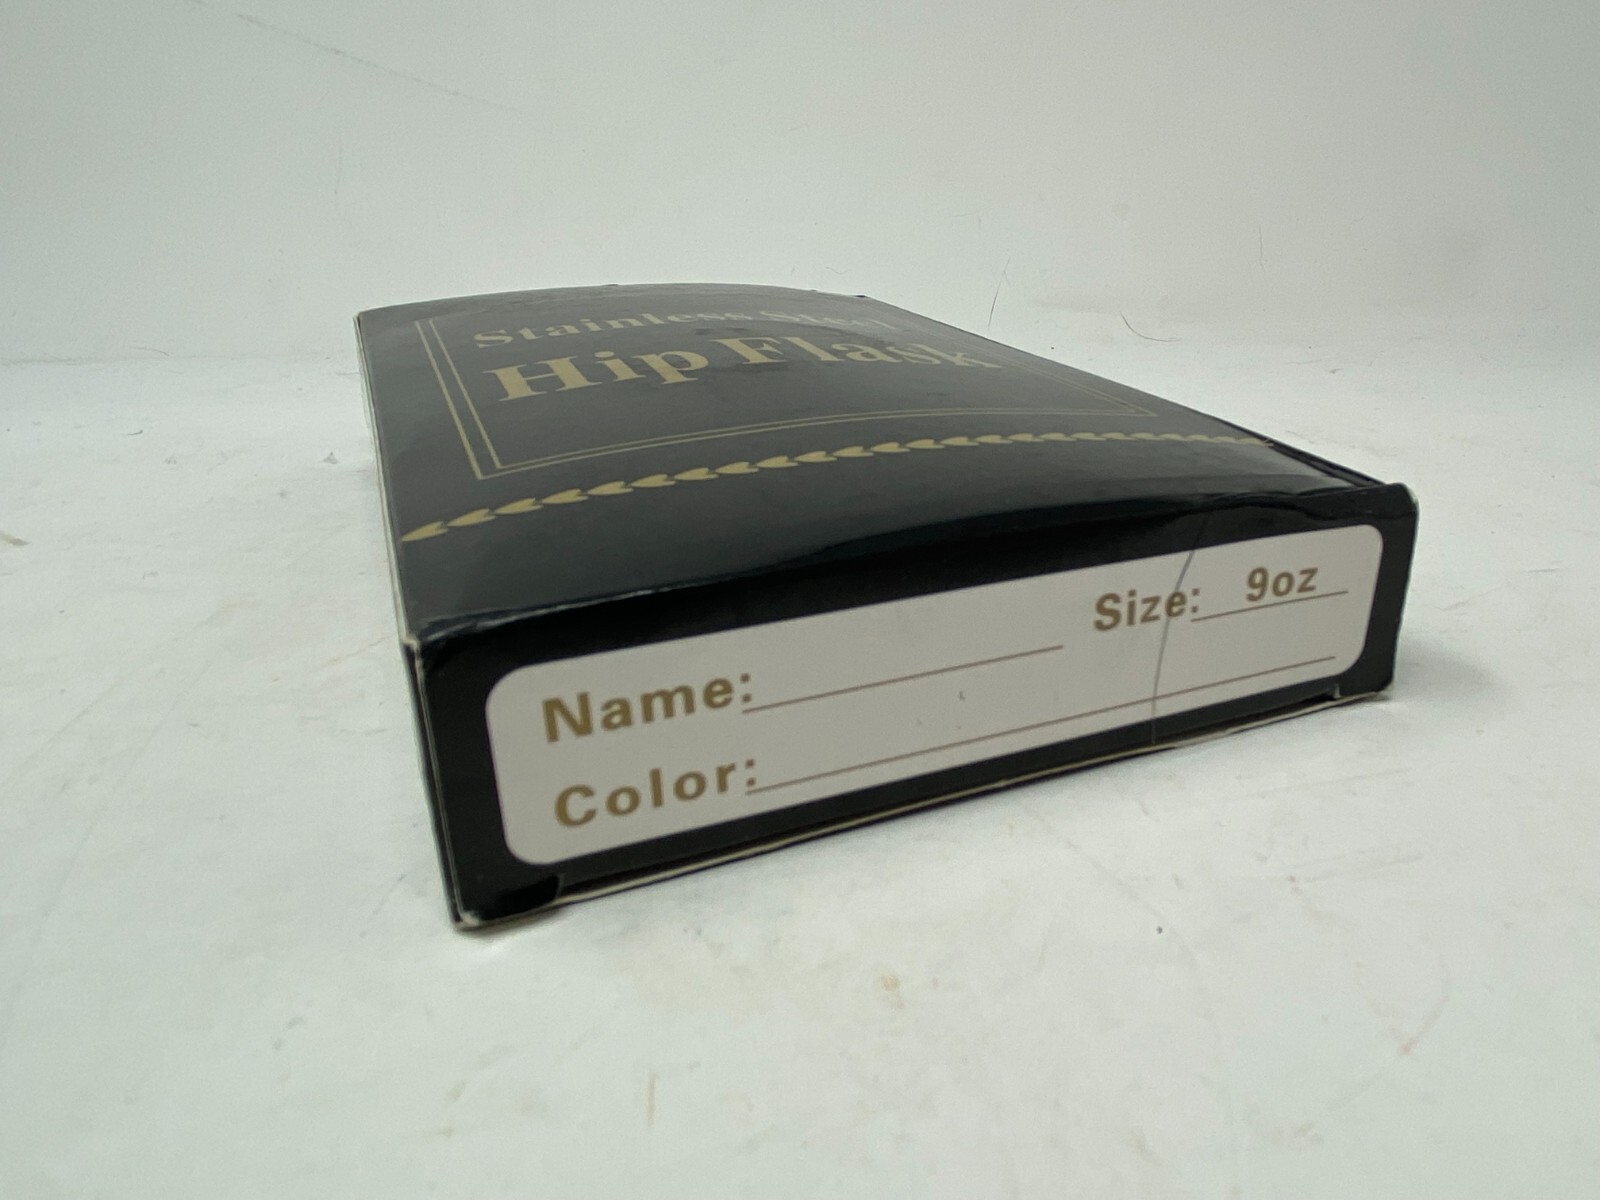 Stainless Steel
Hip Flask
Name:
Size: 9oz
Color: